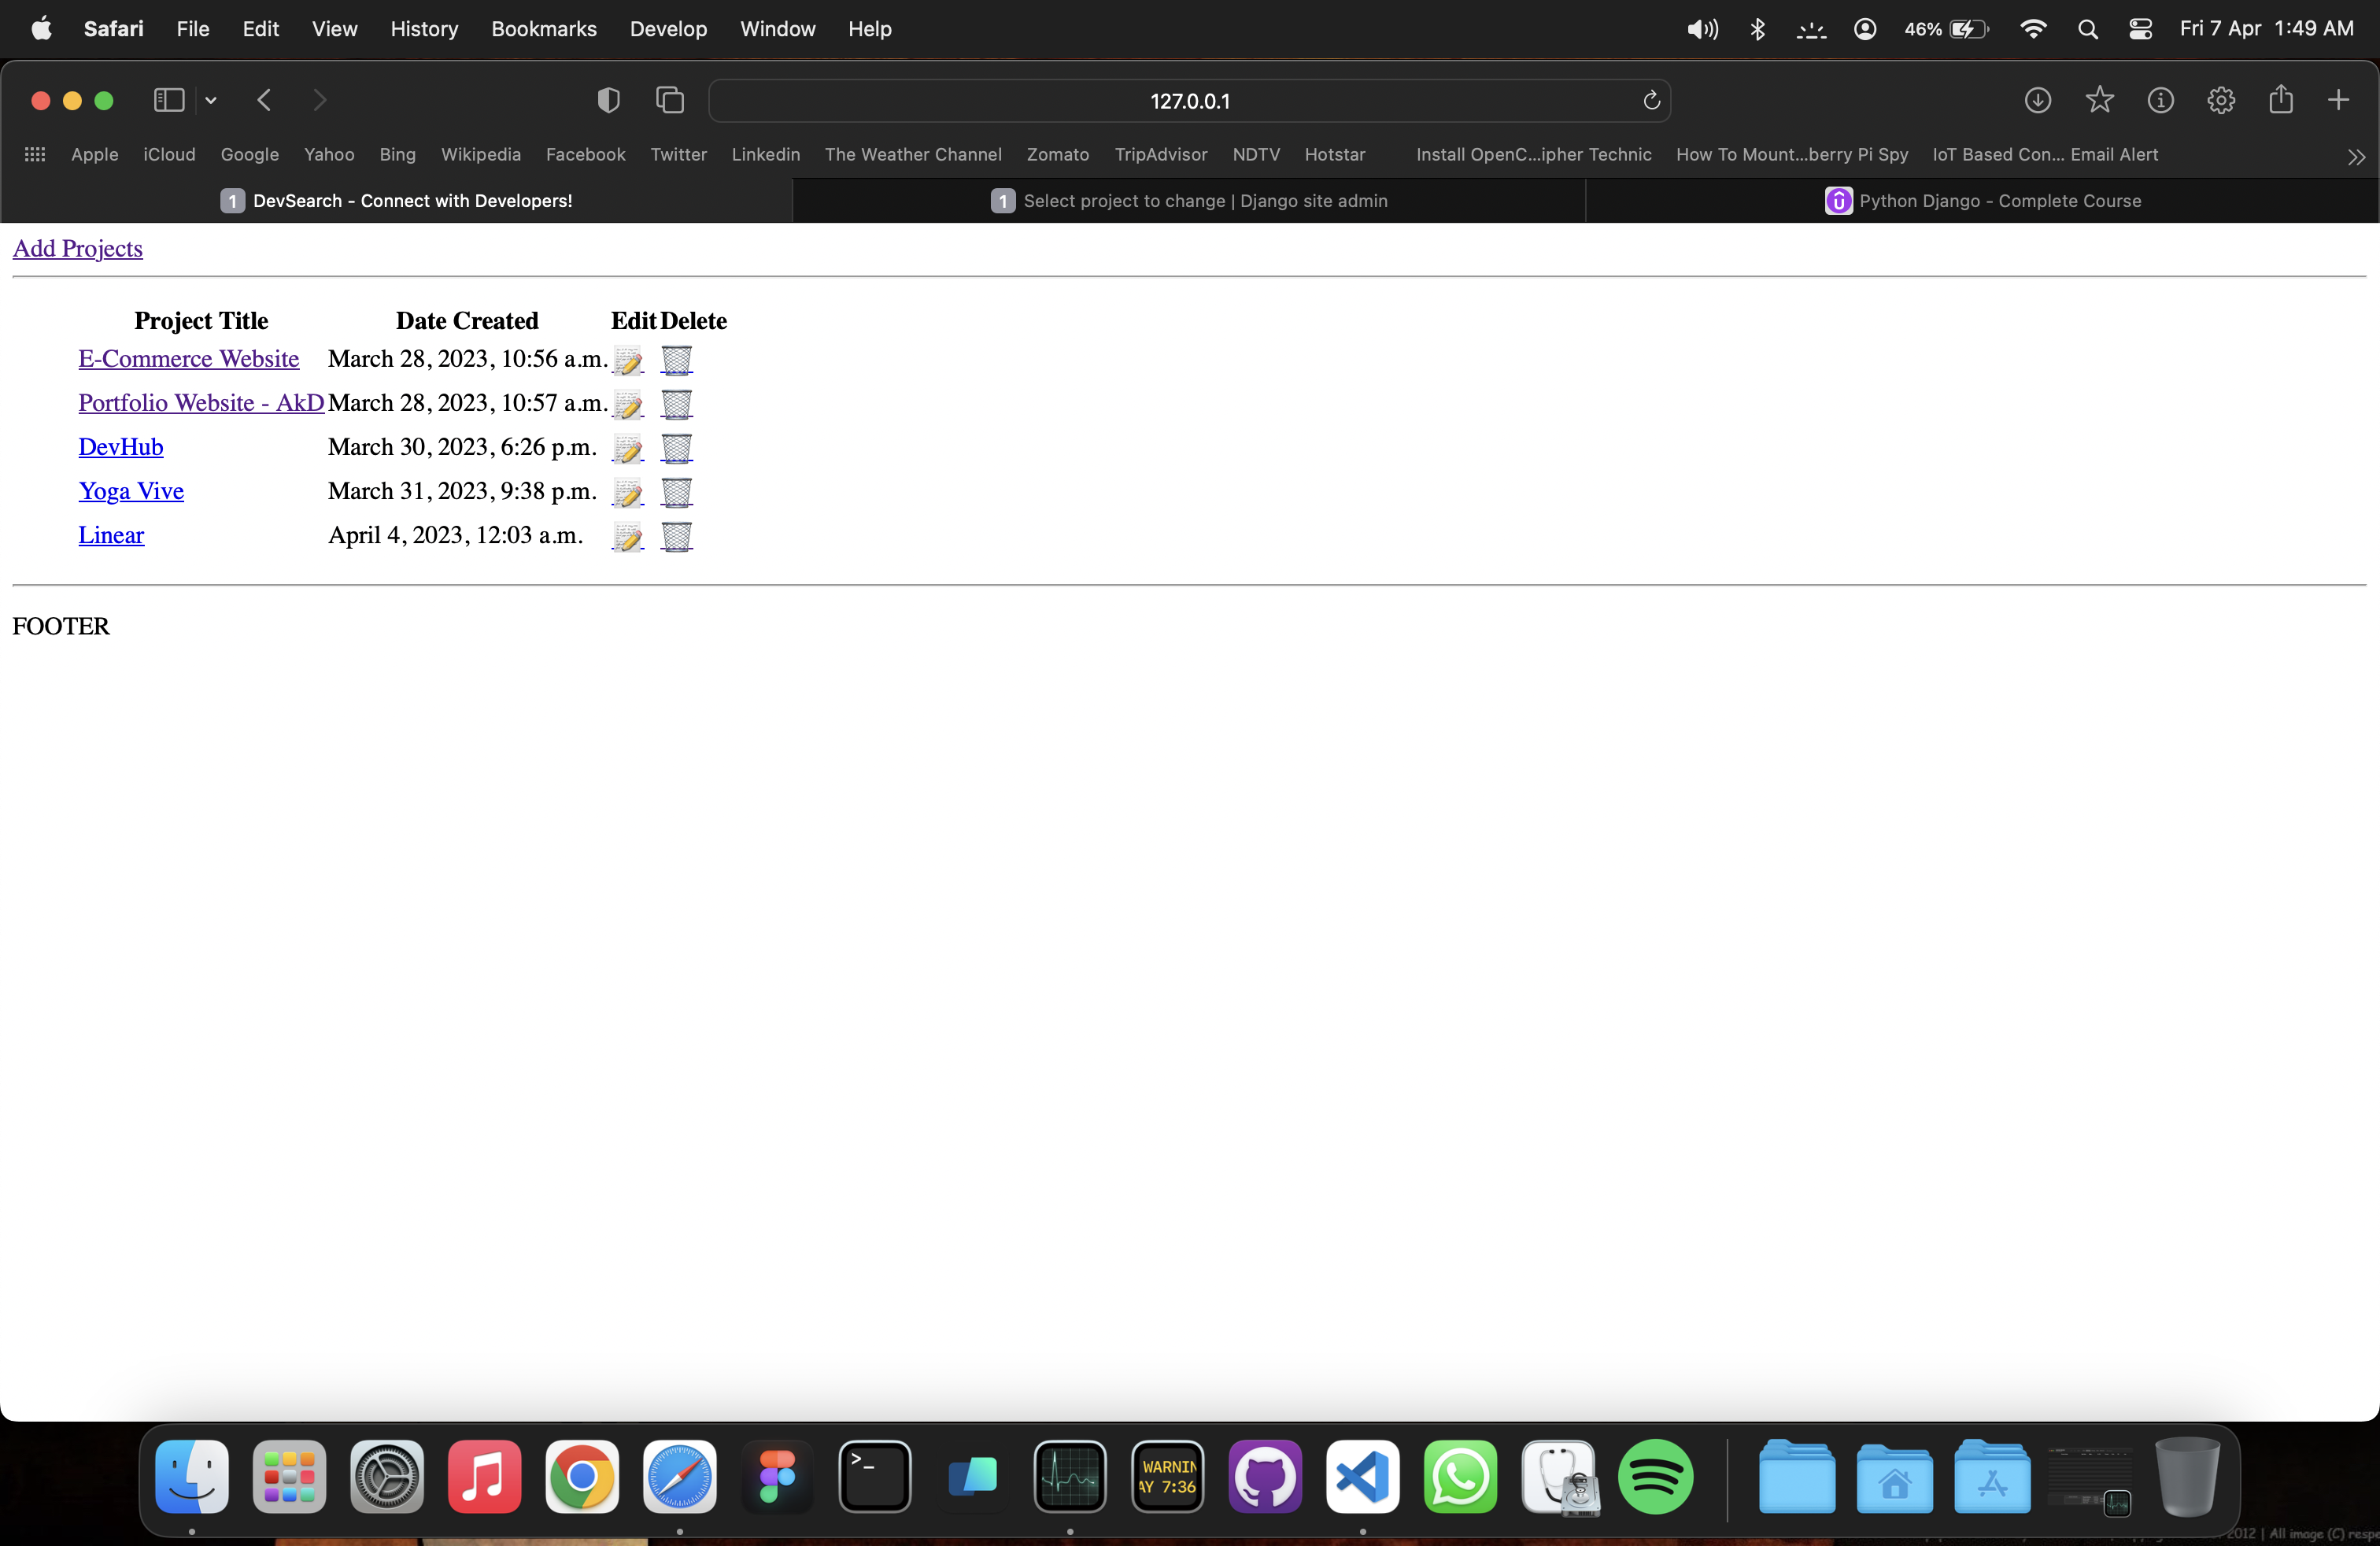 Safari File Edit View History Bookmarks Develop Window Help 46% Fri 7 Apr 1:49 AM
127.0.0.1
Apple iCloud Google Yahoo Bing Wikipedia Facebook Twitter Linkedin The Weather Channel Zomato TripAdvisor NDTV Hotstar Install OpenC...ipher Technic How To Mount...berry Pi Spy IoT Based Con... Email Alert
1 DevSearch - Connect with Developers! 1 Select project to change | Django site admin Python Django - Complete Course
Add Projects
Project Title Date Created Edit Delete
E-Commerce Website March 28, 2023, 10:56 a.m.
Portfolio Website - AkD March 28, 2023, 10:57 a.m.
DevHub March 30, 2023, 6:26 p.m.
Yoga Vive March 31, 2023, 9:38 p.m.
Linear April 4, 2023, 12:03 a.m.
FOOTER
WARNIN
AY 7:36
2012 | All image (C) respe